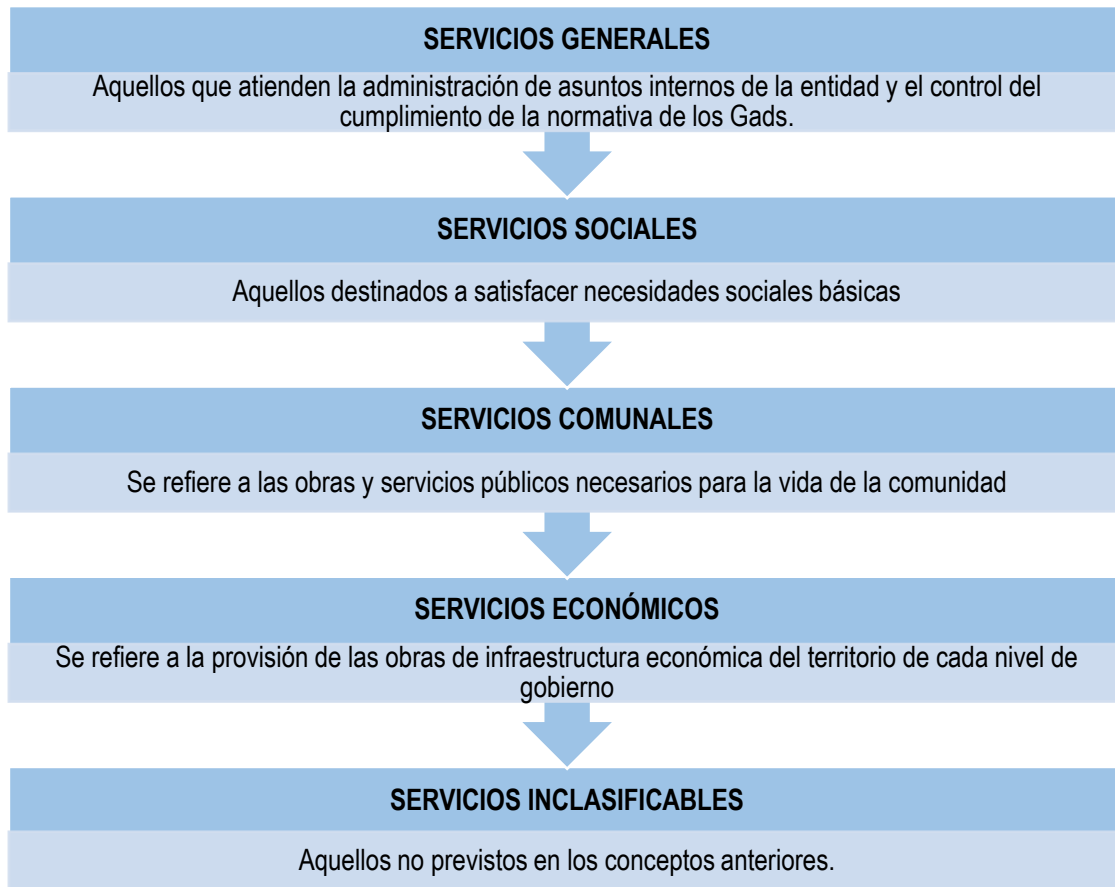 SERVICIOS GENERALES
Aquellos que atienden la administración de asuntos internos de la entidad y el control del
cumplimiento de la normativa de los Gads.
SERVICIOS SOCIALES
Aquellos destinados a satisfacer necesidades sociales básicas
SERVICIOS COMUNALES
Se refiere a las obras y servicios públicos necesarios para la vida de la comunidad
SERVICIOS ECONÓMICOS
Se refiere a la provisión de las obras de infraestructura económica del territorio de cada nivel de
gobierno
SERVICIOS INCLASIFICABLES
Aquellos no previstos en los conceptos anteriores.